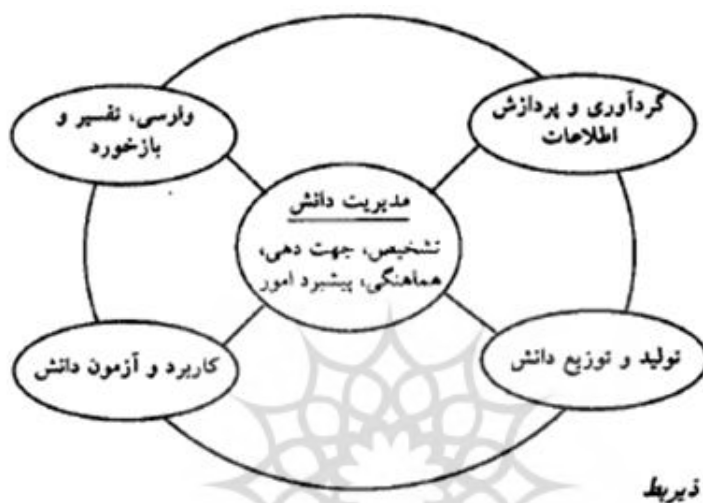 گردآوری و پردازش
اطلاعات
وارسی، تفسیر و
بازخورد
مدیریت دانش
تشخیص، جهت دهی،
هماهنگی، پیشبرد امور
تولید و توزیع دانش
کاربرد و آزمون دانش
ذیربط